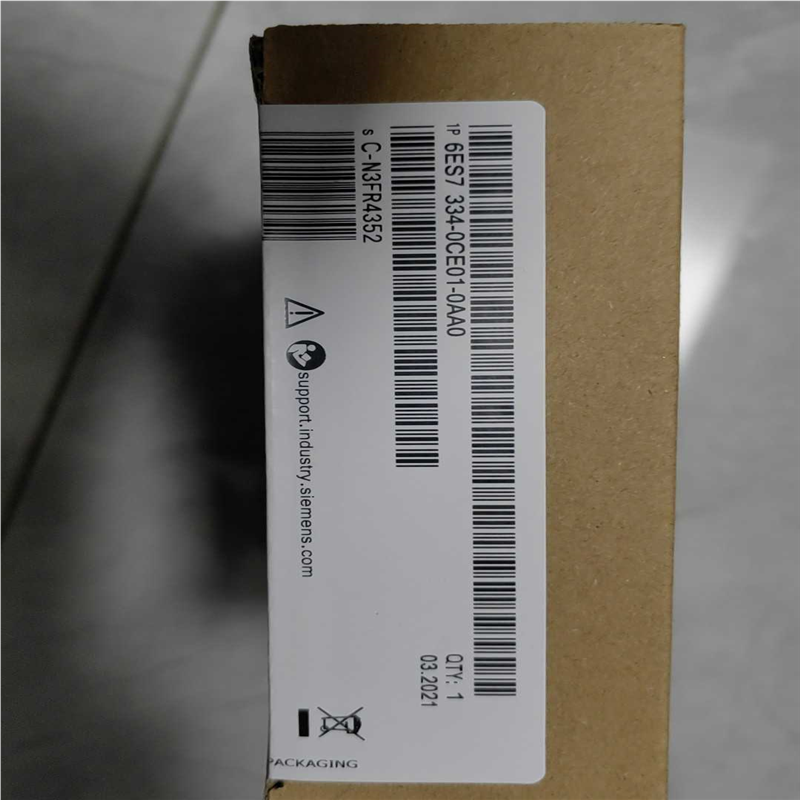 1P 6ES7 334-0CE01-0AA0
QTY: 1
03.2021
S C-N3FR4352
support.industry.siemens.com
PACKAGING